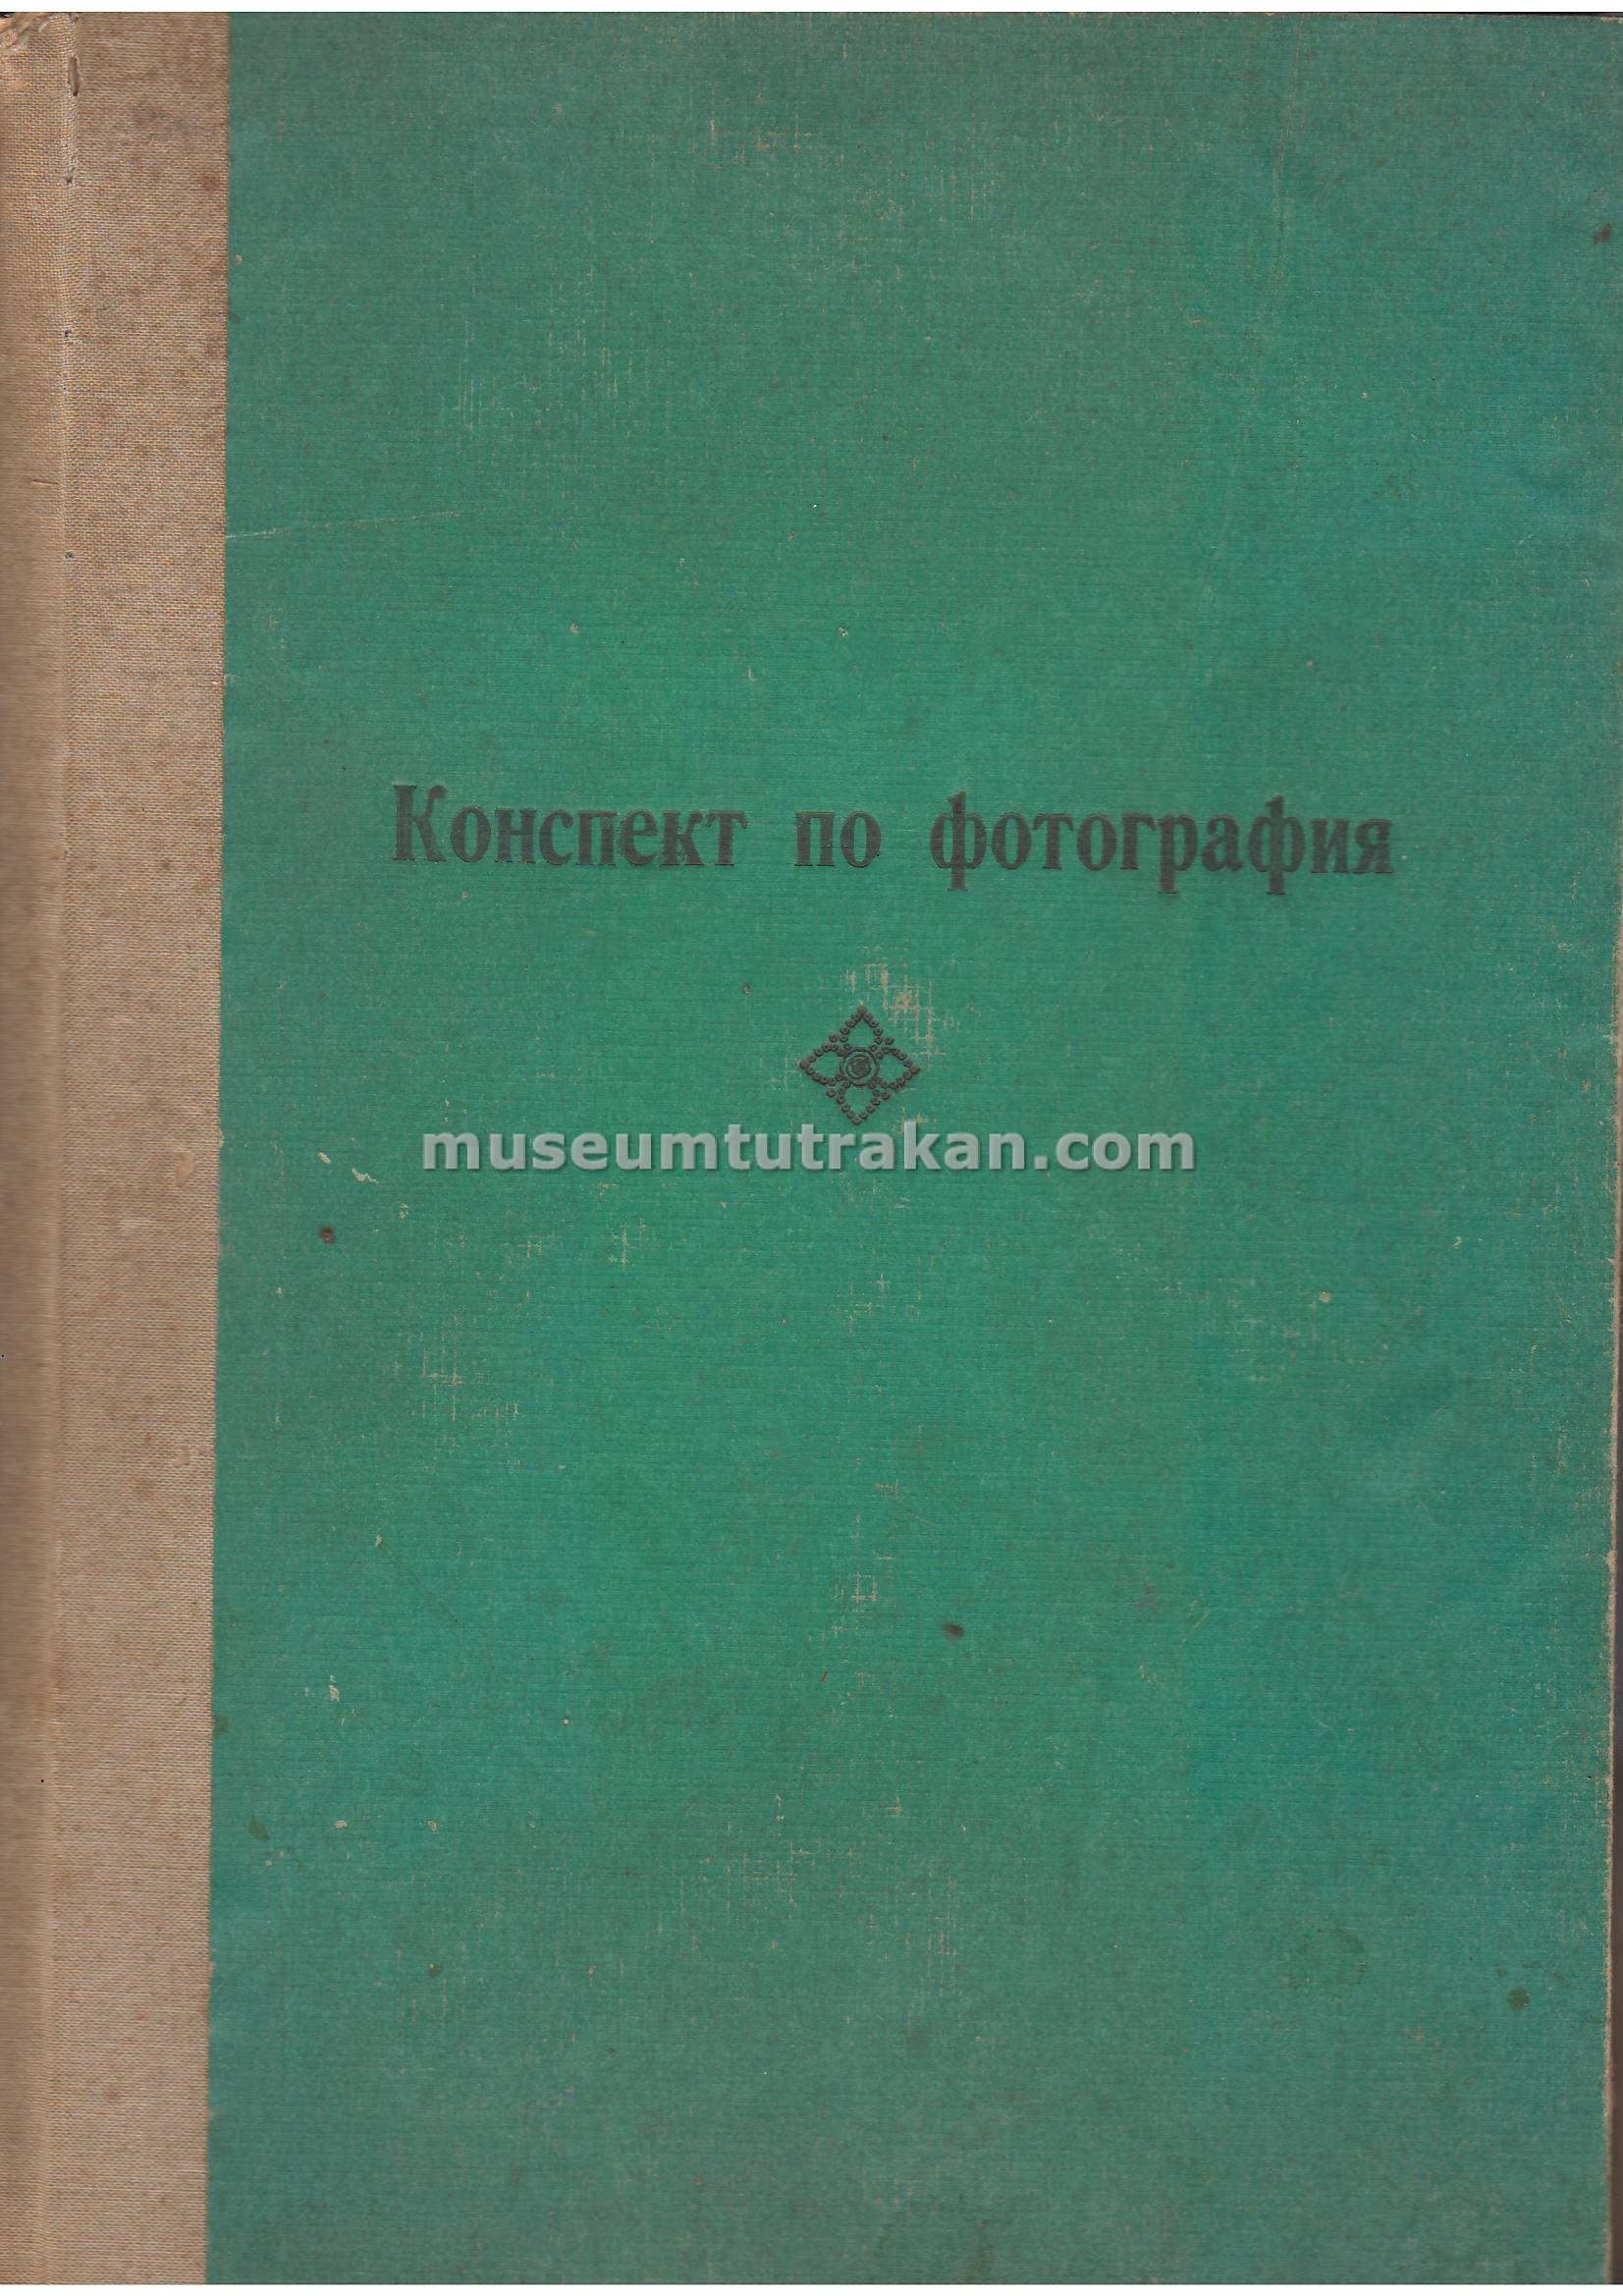 Конспект по фотография
museumtutrakan.com